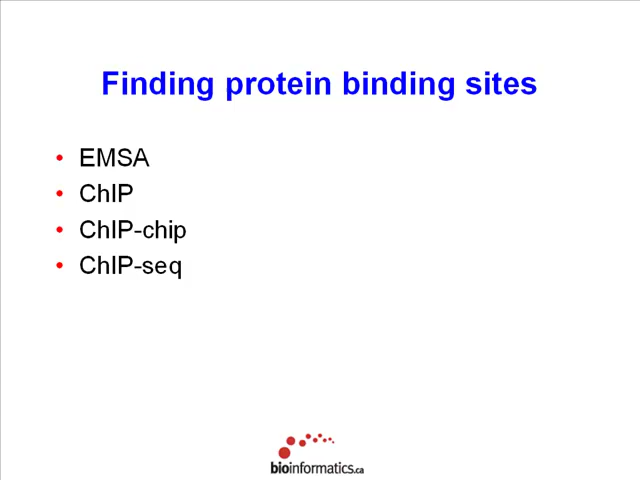 Finding protein binding sites
• EMSA
• ChIP
• ChIP-chip
• ChIP-seq
bioinformatics.ca